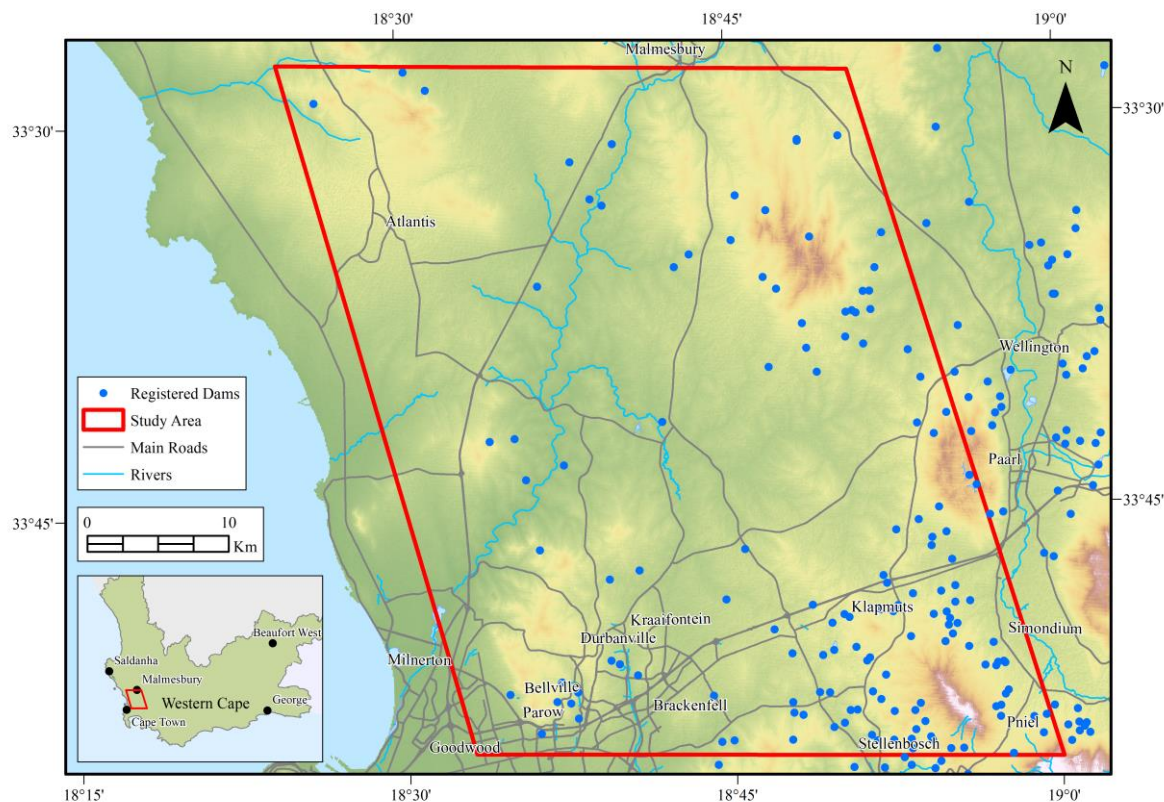 18°30' 18°45' 19°0'
Malmesbury
N
33°30' 33°30'
Atlantis
Wellington
Registered Dams
Study Area
Main Roads
Rivers
Paarl
33°45' 33°45'
0 10
Km
Klapmuts
Kraaifontein
Simondium
Durbanville
Milnerton
Bellville
Brackenfell
Parow
Pniel
Goodwood
Stellenbosch
Beaufort West
Saldanha
Malmesbury
Western Cape
George
Cape Town
18°15' 18°30' 18°45' 19°0'